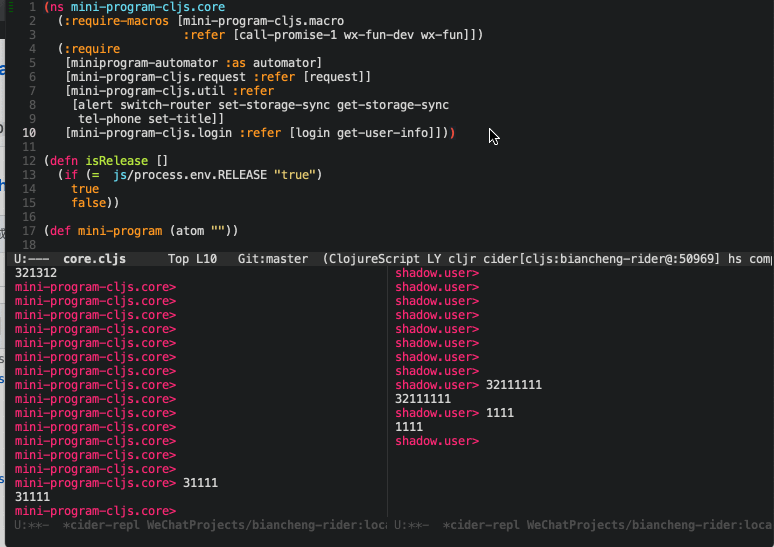 1 (ns mini-program-cljs.core
2   (:require-macros [mini-program-cljs.macro
3                     :refer [call-promise-1 wx-fun-dev wx-fun]])
4   (:require
5    [miniprogram-automator :as automator]
6    [mini-program-cljs.request :refer [request]]
7    [mini-program-cljs.util :refer
8     [alert switch-router set-storage-sync get-storage-sync
9      tel-phone set-title]]
10    [mini-program-cljs.login :refer [login get-user-info]]))
11
12 (defn isRelease []
13   (if (=  js/process.env.RELEASE "true")
14     true
15     false))
16
17 (def mini-program (atom ""))
18
U:---  core.cljs      Top L10   Git:master  (ClojureScript LY cljr cider[cljs:biancheng-rider@:50969] hs comp
321312
mini-program-cljs.core>
mini-program-cljs.core>
mini-program-cljs.core>
mini-program-cljs.core>
mini-program-cljs.core>
mini-program-cljs.core>
mini-program-cljs.core>
mini-program-cljs.core>
mini-program-cljs.core>
mini-program-cljs.core>
mini-program-cljs.core>
mini-program-cljs.core>
mini-program-cljs.core>
mini-program-cljs.core>
mini-program-cljs.core> 31111
31111
mini-program-cljs.core>
U:**-  *cider-repl WeChatProjects/biancheng-rider:loca
shadow.user>
shadow.user>
shadow.user>
shadow.user>
shadow.user>
shadow.user>
shadow.user>
shadow.user>
shadow.user> 32111111
32111111
shadow.user> 1111
1111
shadow.user>
U:**-  *cider-repl WeChatProjects/biancheng-rider:loca